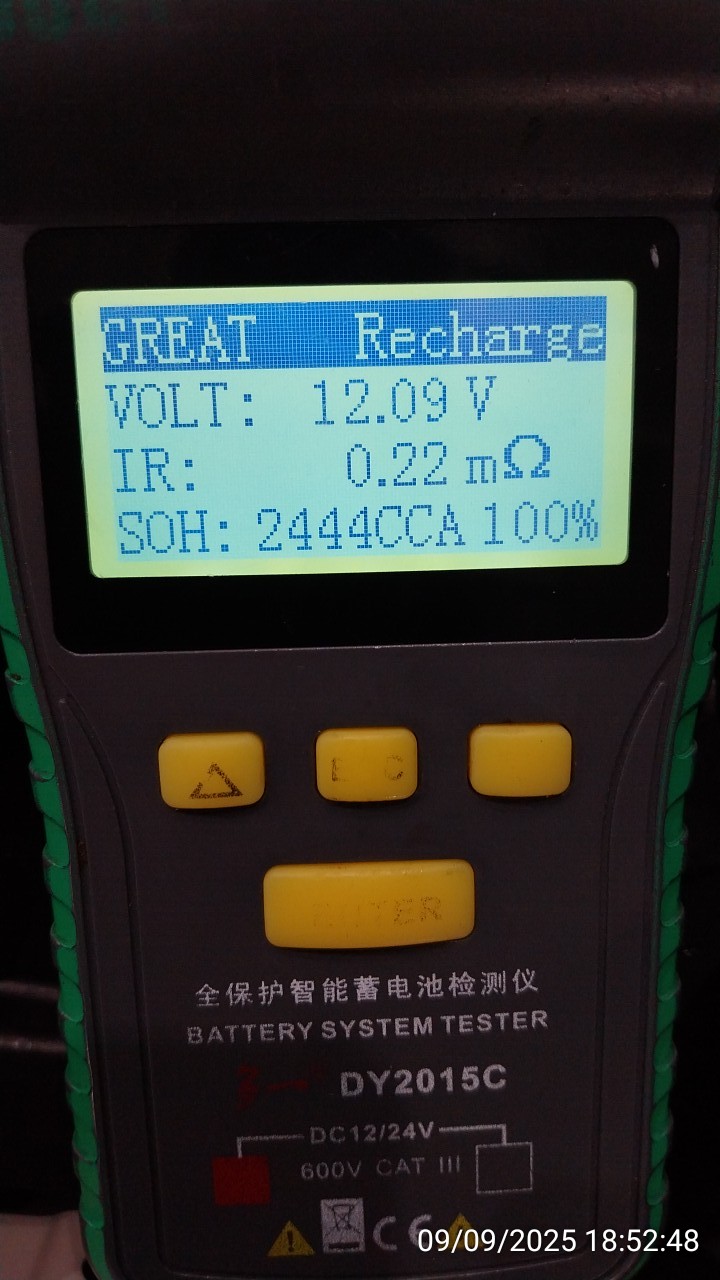 GREAT Recharge
VOLT: 12.09 V
IR: 0.22 mΩ
SOH: 2444CCA 100%
E C
TER
全保护智能蓄电池检测仪
BATTERY SYSTEM TESTER
DY2015C
DC12/24V
600V CAT III
CE
09/09/2025 18:52:48